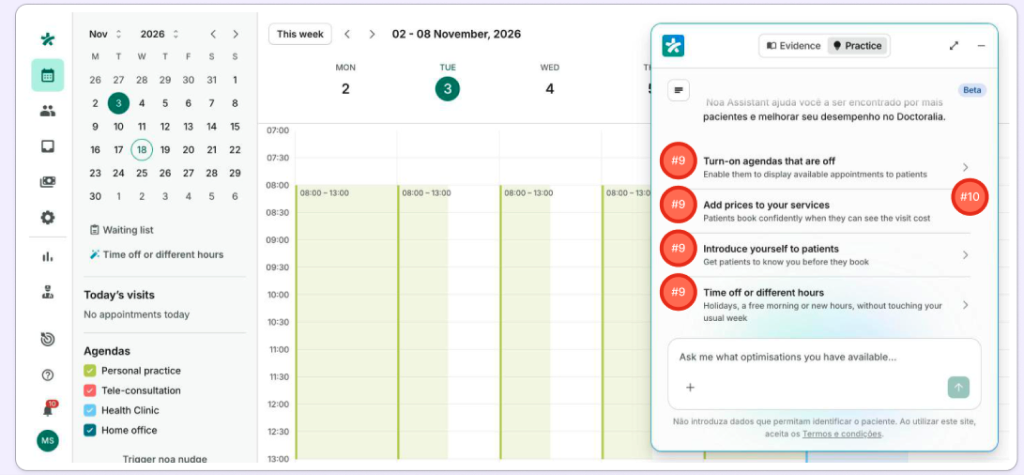 Nov 2026
M T W T F S S
26 27 28 29 30 31 1
2 3 4 5 6 7 8
9 10 11 12 13 14 15
16 17 18 19 20 21 22
23 24 25 26 27 28 29
30 1 2 3 4 5 6
Waiting list
Time off or different hours
Today's visits
No appointments today
Agendas
Personal practice
Tele-consultation
Health Clinic
Home office
Trigger noa nudge
10
MS
This week
02 - 08 November, 2026
MON TUE WED
2 3 4
07:00
07:30
08:00
08:30
09:00
09:30
10:00
10:30
11:00
11:30
12:00
12:30
13:00
08:00 – 13:00 08:00 – 13:00 08:00 – 13:00 08:00 – 13:00
Evidence Practice
Beta
Noa Assistant ajuda você a ser encontrado por mais
pacientes e melhorar seu desempenho no Doctoralia.
#9
Turn-on agendas that are off
Enable them to display available appointments to patients
#10
#9
Add prices to your services
Patients book confidently when they can see the visit cost
#9
Introduce yourself to patients
Get patients to know you before they book
#9
Time off or different hours
Holidays, a free morning or new hours, without touching your
usual week
Ask me what optimisations you have available...
Não introduza dados que permitam identificar o paciente. Ao utilizar este site,
aceita os Termos e condições.